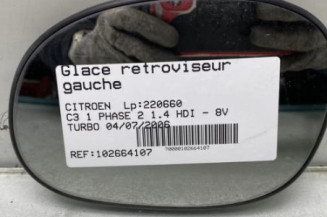 Glace retroviseur
gauche
CITROEN Lp:220660
C3 1 PHASE 2 1.4 HDI - 8V
TURBO 04/07/2006
REF:102664107
T0000102664107